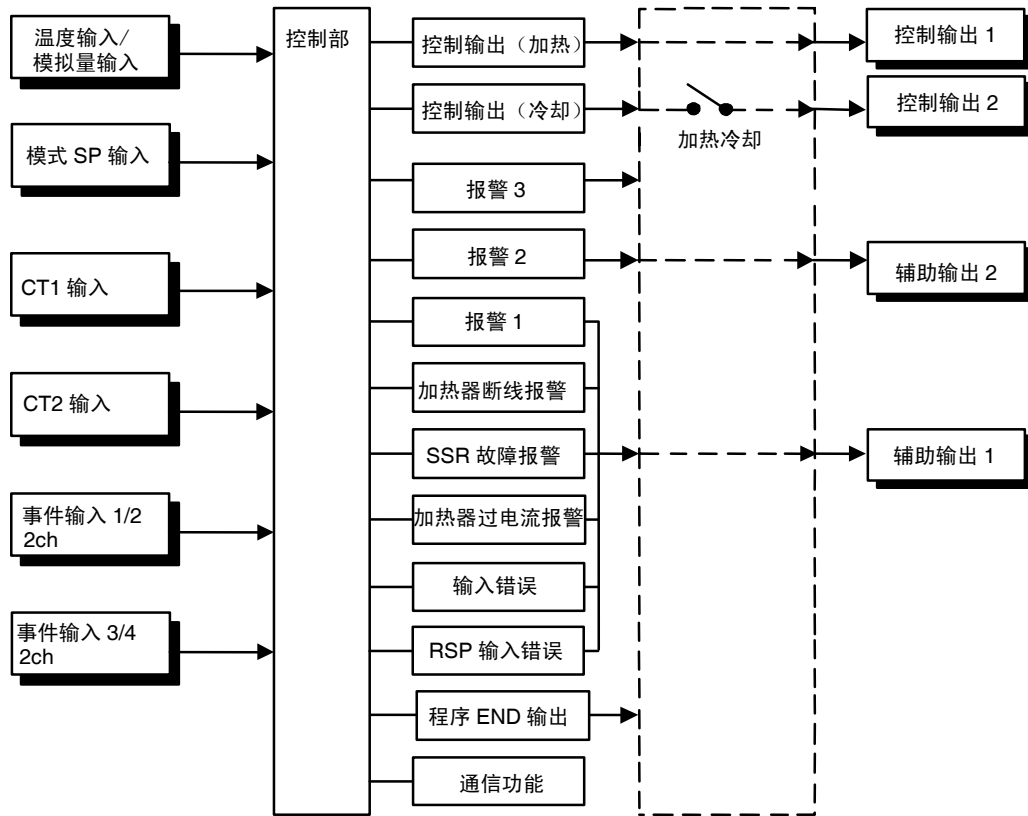 温度输入/
模拟量输入
模式 SP 输入
CT1 输入
CT2 输入
事件输入 1/2
2ch
事件输入 3/4
2ch
控制部
控制输出（加热）
控制输出（冷却）
报警 3
报警 2
报警 1
加热器断线报警
SSR 故障报警
加热器过电流报警
输入错误
RSP 输入错误
程序 END 输出
通信功能
加热冷却
控制输出 1
控制输出 2
辅助输出 2
辅助输出 1